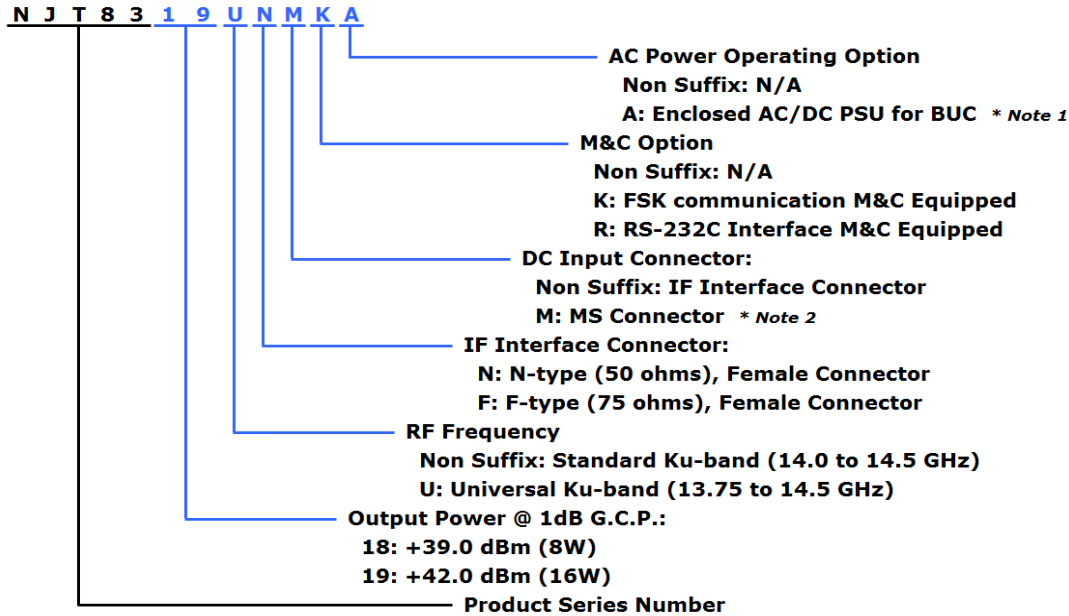 N J T 8 3 1 9 U N M K A
AC Power Operating Option
Non Suffix: N/A
A: Enclosed AC/DC PSU for BUC * Note 1
M&C Option
Non Suffix: N/A
K: FSK communication M&C Equipped
R: RS-232C Interface M&C Equipped
DC Input Connector:
Non Suffix: IF Interface Connector
M: MS Connector * Note 2
IF Interface Connector:
N: N-type (50 ohms), Female Connector
F: F-type (75 ohms), Female Connector
RF Frequency
Non Suffix: Standard Ku-band (14.0 to 14.5 GHz)
U: Universal Ku-band (13.75 to 14.5 GHz)
Output Power @ 1dB G.C.P.:
18: +39.0 dBm (8W)
19: +42.0 dBm (16W)
Product Series Number